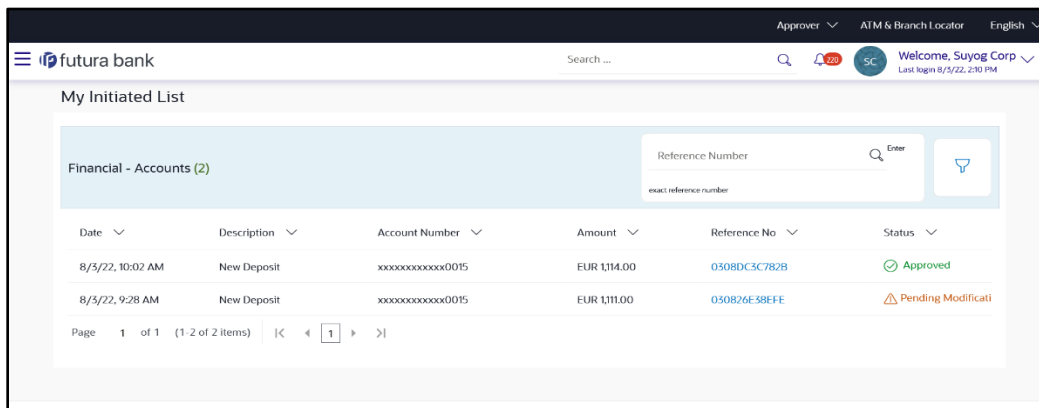 Approver ATM & Branch Locator English
futura bank Search ... 220 SC Welcome, Suyog Corp
Last login 8/3/22, 2:10 PM
My Initiated List
Financial - Accounts (2) Reference Number Enter
exact reference number
Date Description Account Number Amount Reference No Status
8/3/22, 10:02 AM New Deposit xxxxxxxxxxxx0015 EUR 1,114.00 0308DC3C782B Approved
8/3/22, 9:28 AM New Deposit xxxxxxxxxxxx0015 EUR 1,111.00 030826E38EFE Pending Modificati
Page 1 of 1 (1-2 of 2 items) 1